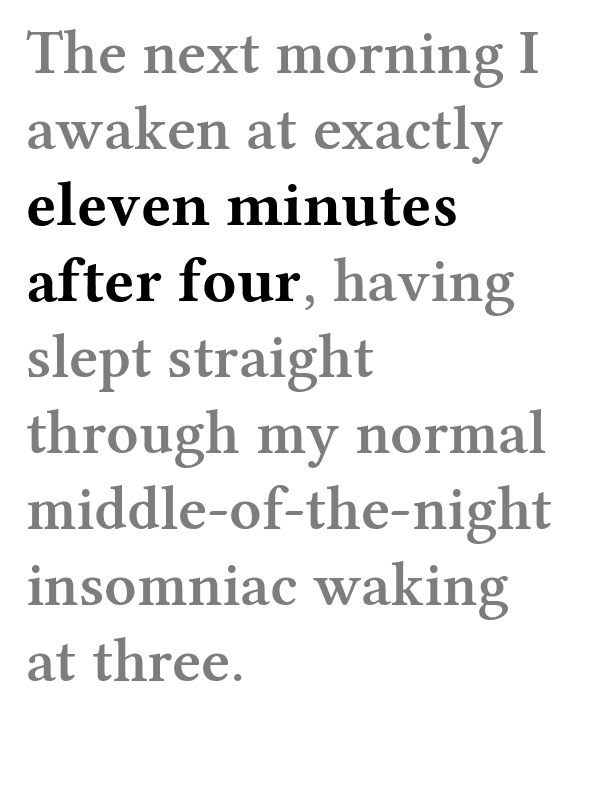 The next morning I
awaken at exactly
eleven minutes
after four, having
slept straight
through my normal
middle-of-the-night
insomniac waking
at three.